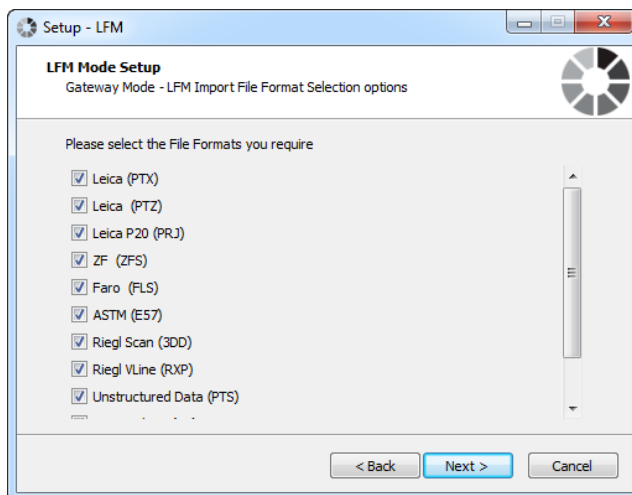 Setup - LFM
LFM Mode Setup
Gateway Mode - LFM Import File Format Selection options
Please select the File Formats you require
Leica (PTX)
Leica (PTZ)
Leica P20 (PRJ)
ZF (ZFS)
Faro (FLS)
ASTM (E57)
Riegl Scan (3DD)
Riegl VLine (RXP)
Unstructured Data (PTS)
< Back Next > Cancel